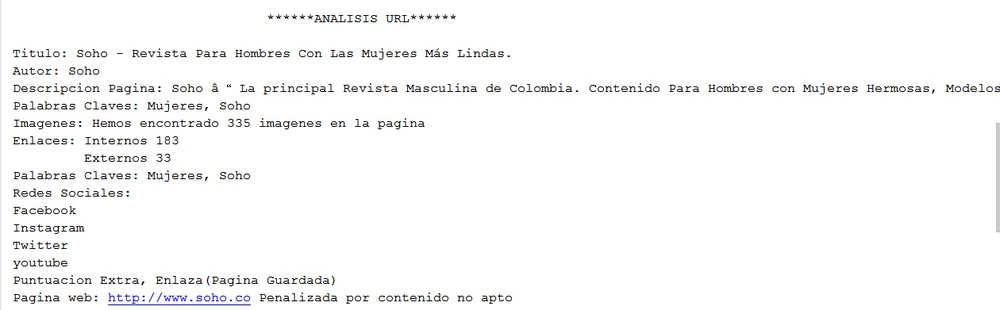 ******ANALISIS URL******
Titulo: Soho - Revista Para Hombres Con Las Mujeres Más Lindas.
Autor: Soho
Descripcion Pagina: Soho â “ La principal Revista Masculina de Colombia. Contenido Para Hombres con Mujeres Hermosas, Modelos
Palabras Claves: Mujeres, Soho
Imagenes: Hemos encontrado 335 imagenes en la pagina
Enlaces: Internos 183
Externos 33
Palabras Claves: Mujeres, Soho
Redes Sociales:
Facebook
Instagram
Twitter
youtube
Puntuacion Extra, Enlaza(Pagina Guardada)
Pagina web: http://www.soho.co Penalizada por contenido no apto